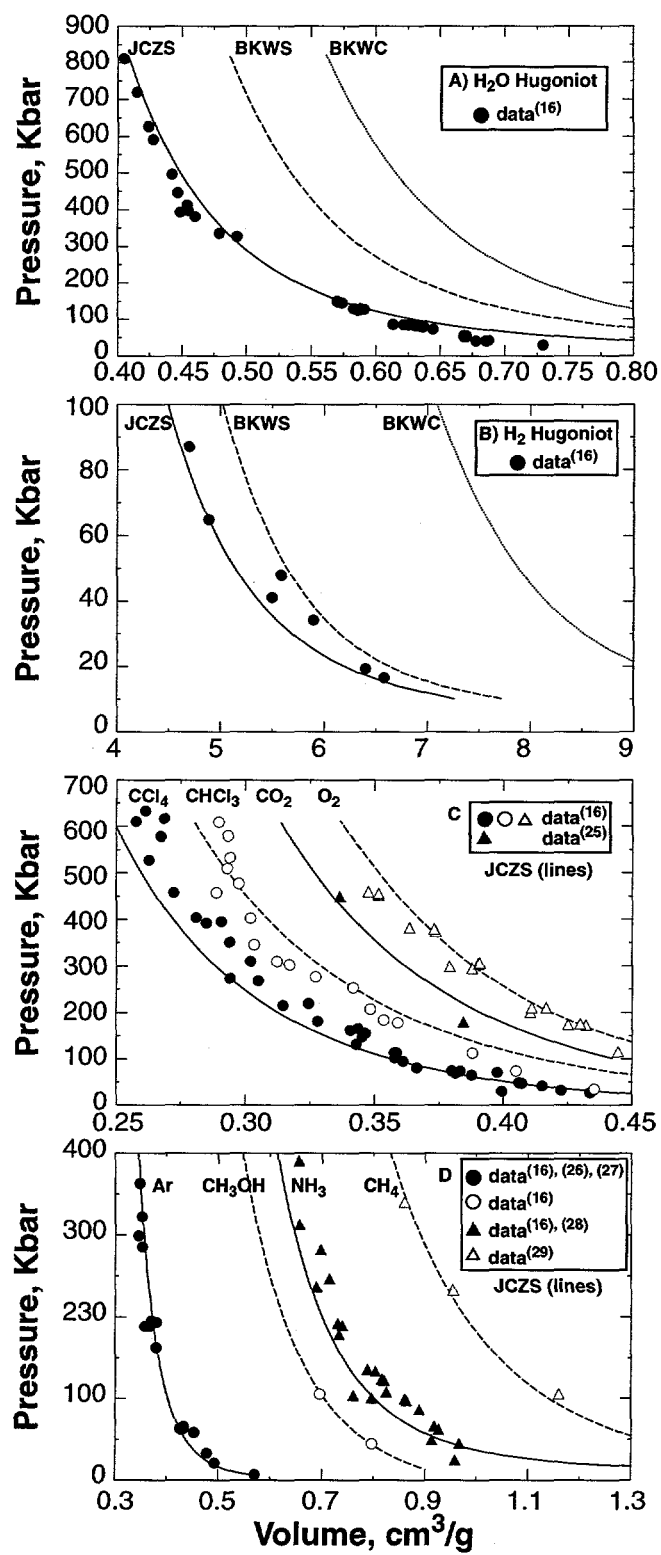 900
800
700
600
500
400
300
200
100
0
Pressure, Kbar
JCZS BKWS BKWC
A) H2O Hugoniot
data(16)
0.40 0.45 0.50 0.55 0.60 0.65 0.70 0.75 0.80
100
80
60
40
20
0
Pressure, Kbar
JCZS BKWS BKWC
B) H2 Hugoniot
data(16)
4 5 6 7 8 9
700
600
500
400
300
200
100
0
Pressure, Kbar
CCl4 CHCl3 CO2 O2
C data(16)
data(25)
JCZS (lines)
0.25 0.30 0.35 0.40 0.45
400
300
230
100
0
Pressure, Kbar
Ar CH3OH NH3 CH4
D data(16), (26), (27)
data(16)
data(16), (28)
data(29)
JCZS (lines)
0.3 0.5 0.7 0.9 1.1 1.3
Volume, cm3/g